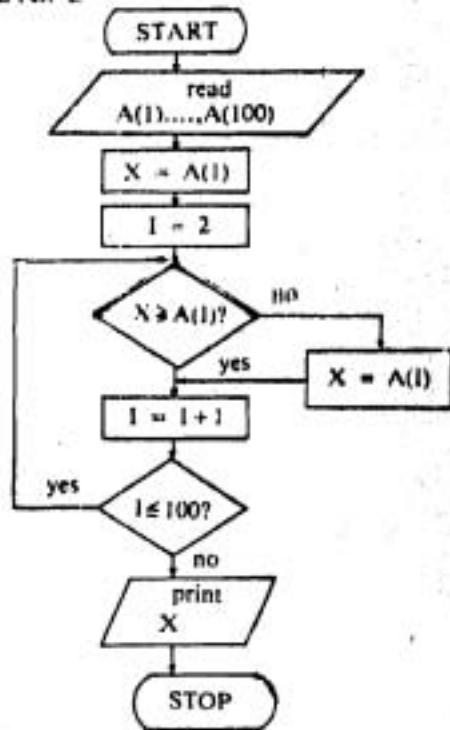 START
read
A(1).....,A(100)
X = A(1)
I = 2
X ≥ A(I)?
no
yes
X = A(I)
I = I + 1
yes
I ≤ 100?
no
print
X
STOP